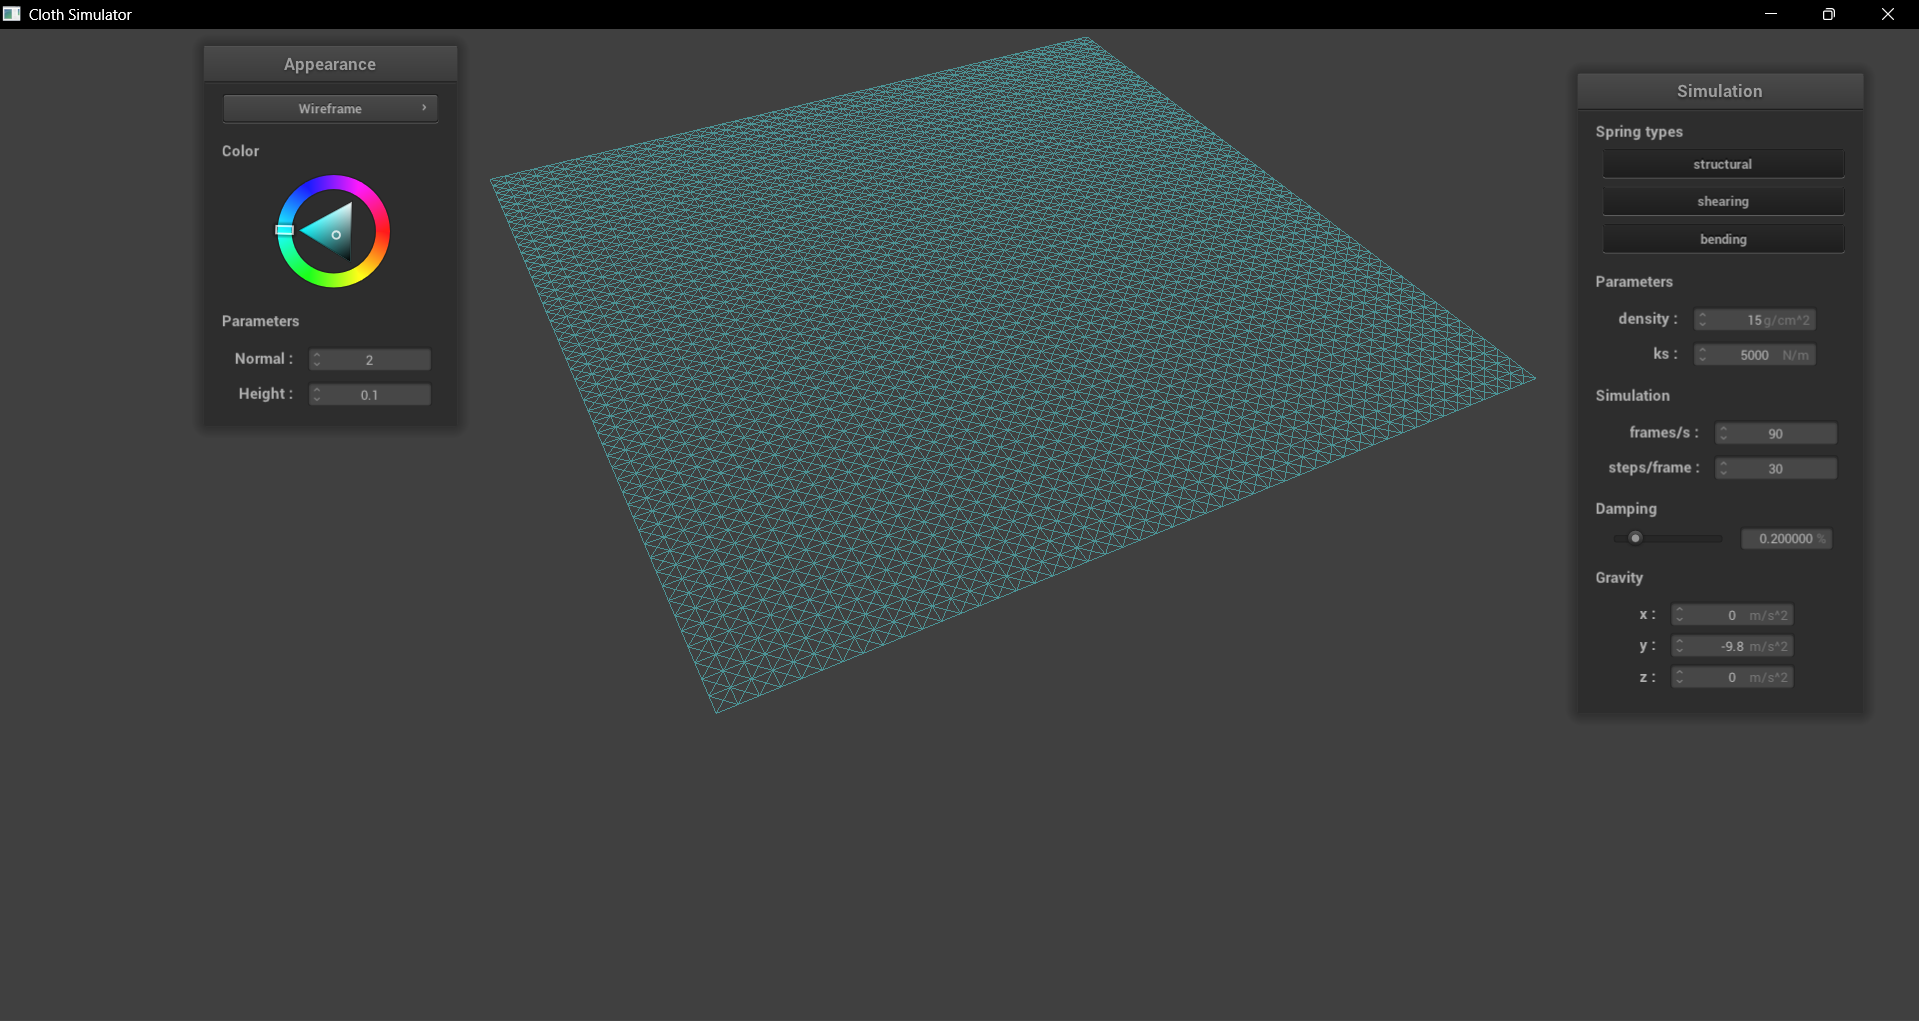 Cloth Simulator
Appearance
Wireframe
Color
Parameters
Normal : 2
Height : 0.1
Simulation
Spring types
structural
shearing
bending
Parameters
density : 15 g/cm^2
ks : 5000 N/m
Simulation
frames/s : 90
steps/frame : 30
Damping
0.200000 %
Gravity
x : 0 m/s^2
y : -9.8 m/s^2
z : 0 m/s^2